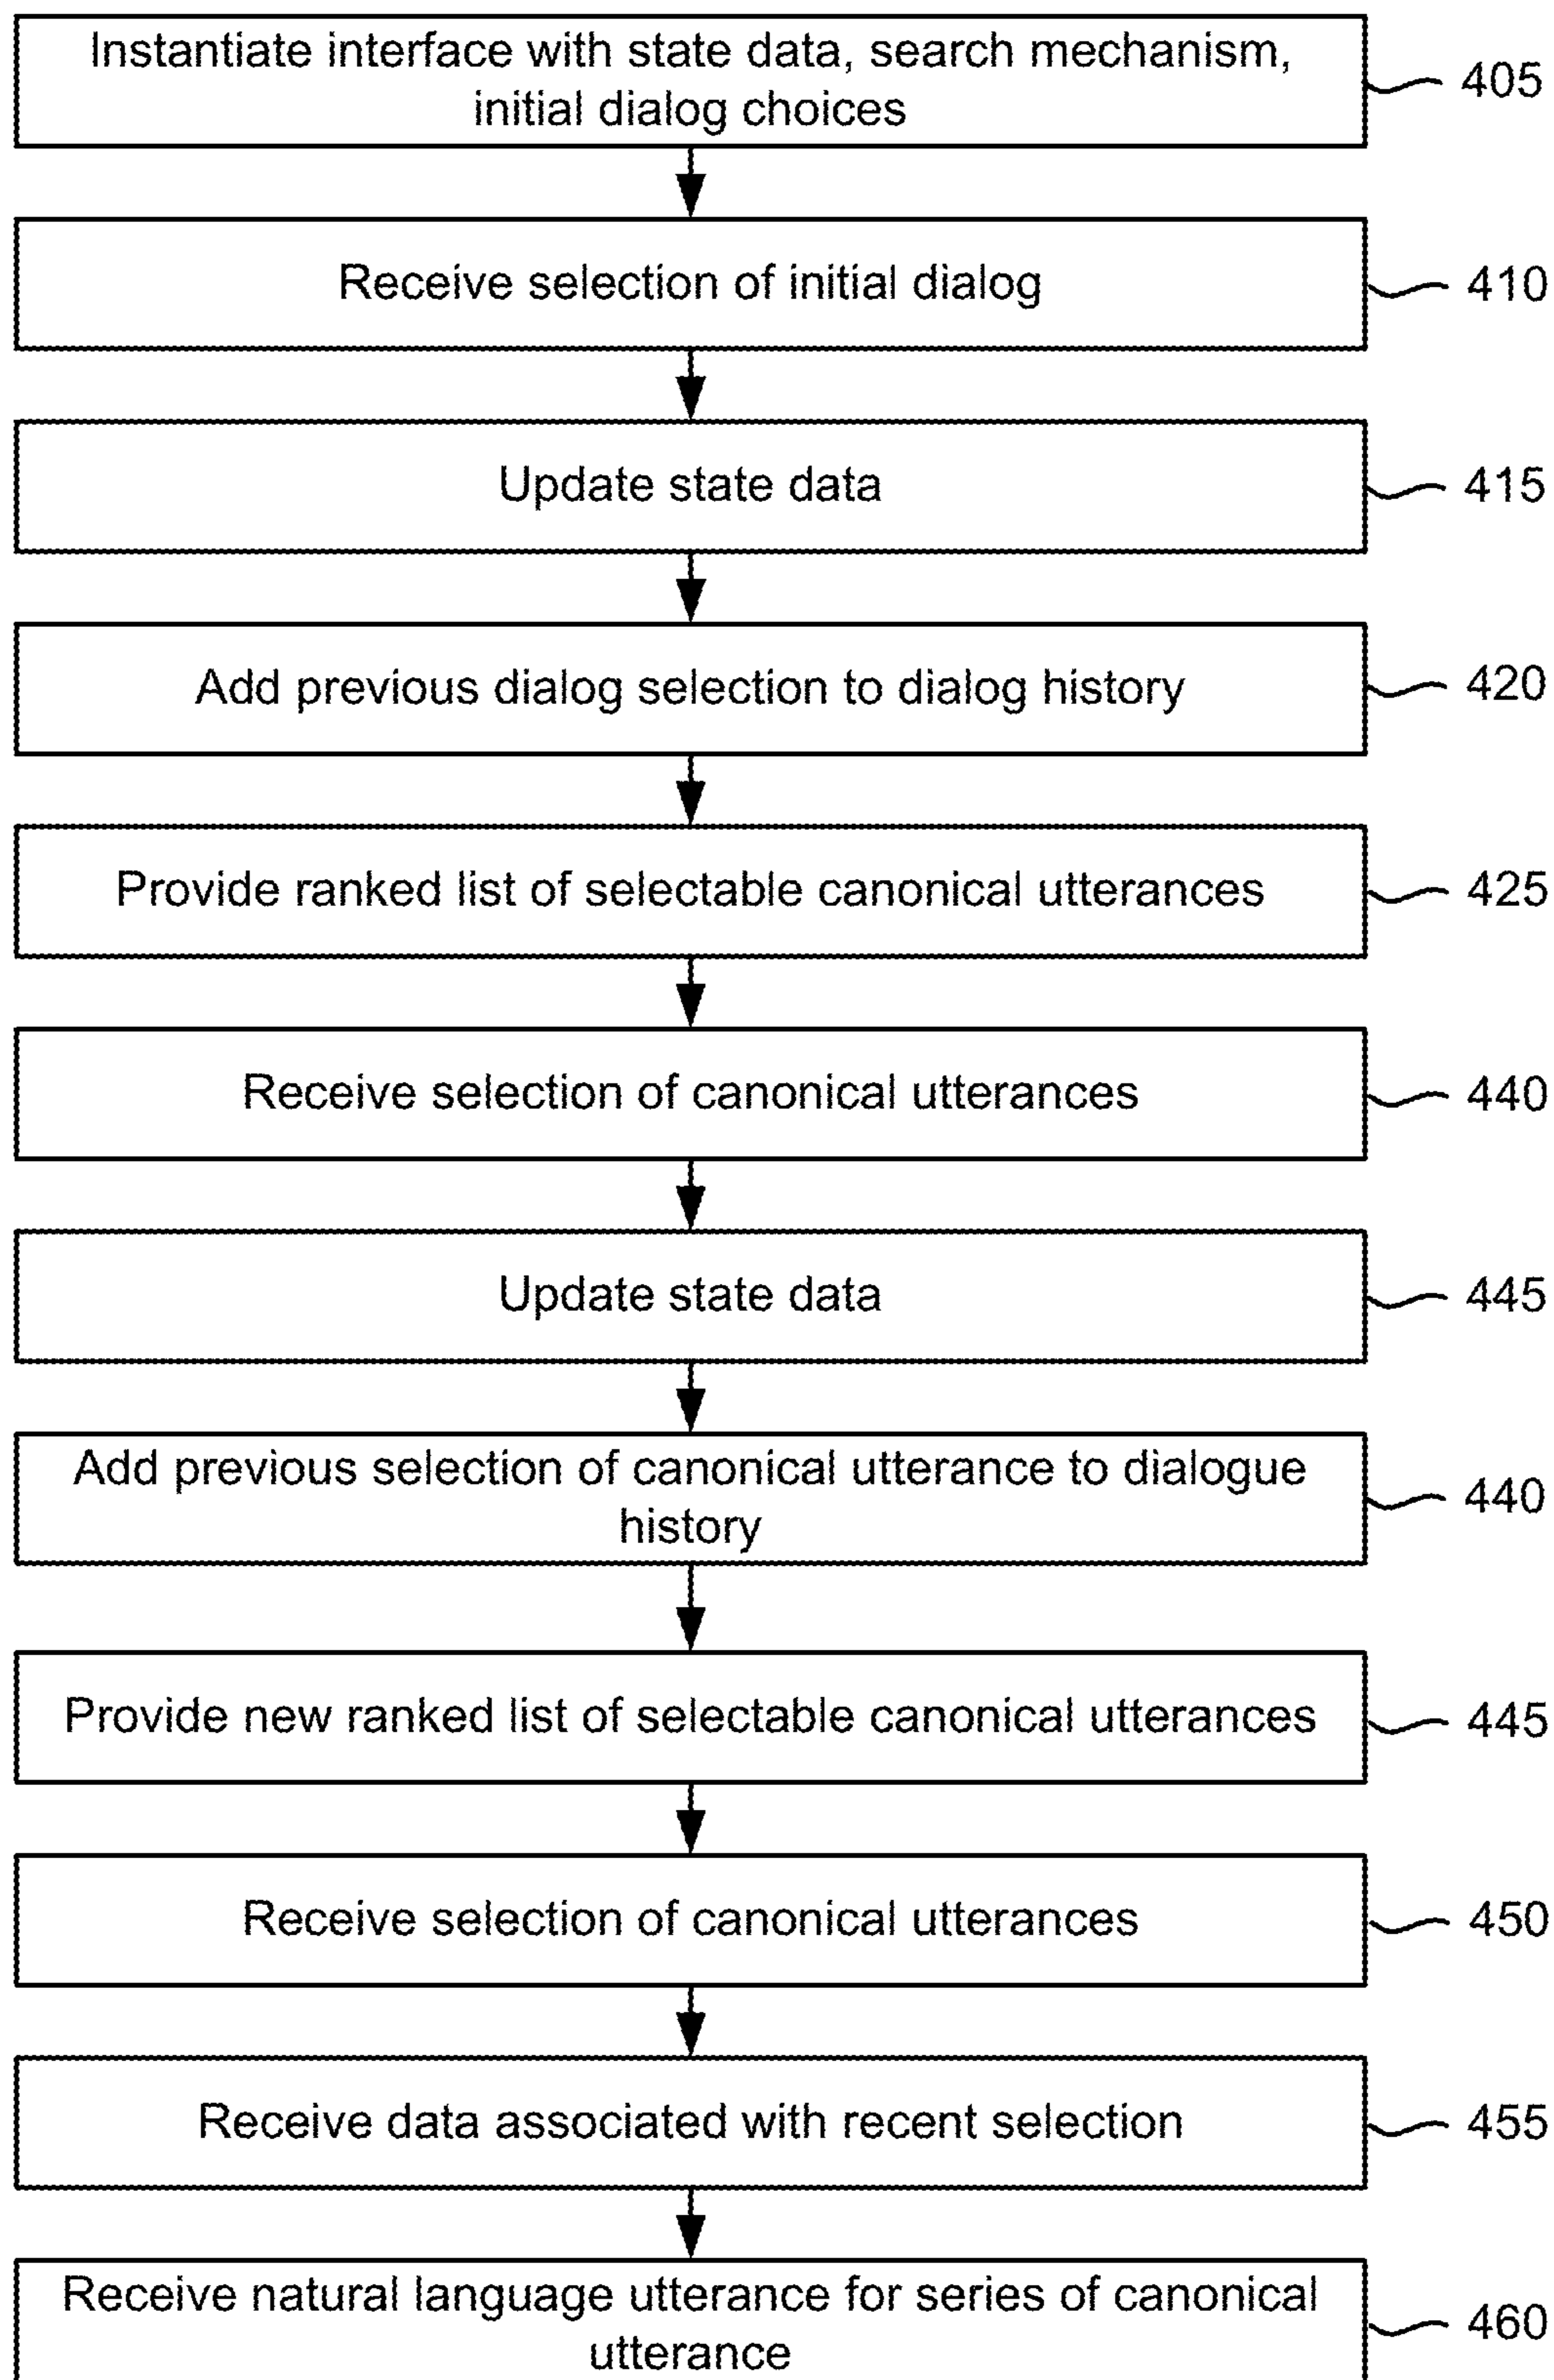 Instantiate interface with state data, search mechanism,
initial dialog choices
405
Receive selection of initial dialog
410
Update state data
415
Add previous dialog selection to dialog history
420
Provide ranked list of selectable canonical utterances
425
Receive selection of canonical utterances
440
Update state data
445
Add previous selection of canonical utterance to dialogue
history
440
Provide new ranked list of selectable canonical utterances
445
Receive selection of canonical utterances
450
Receive data associated with recent selection
455
Receive natural language utterance for series of canonical
utterance
460